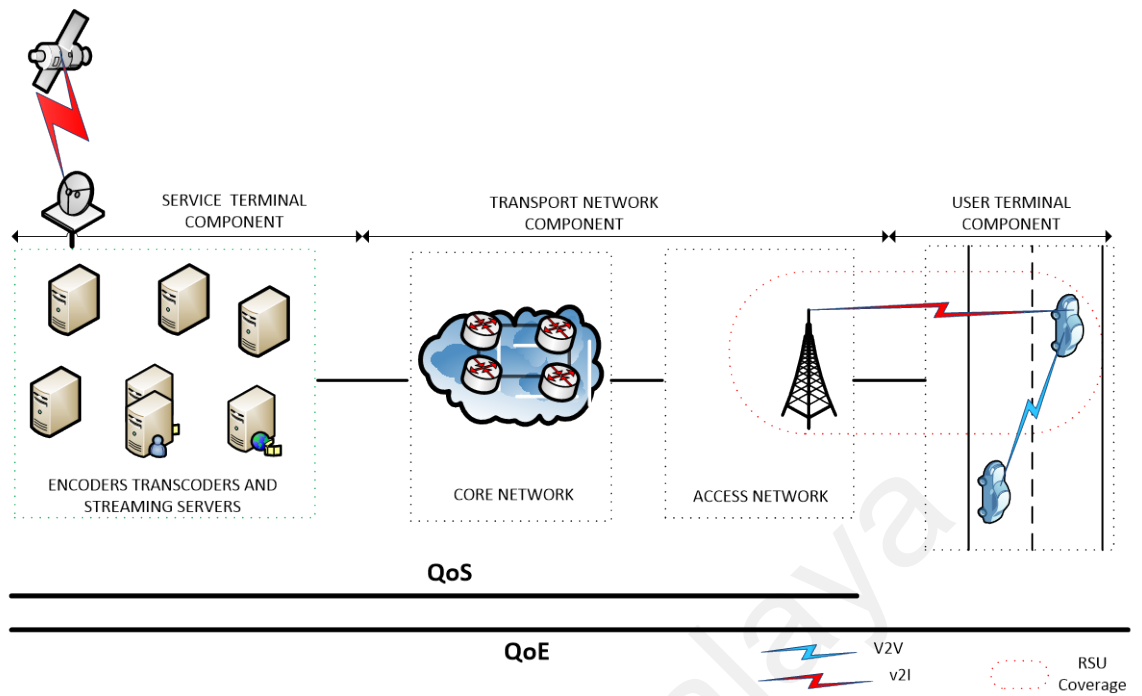 SERVICE TERMINAL
COMPONENT
TRANSPORT NETWORK
COMPONENT
USER TERMINAL
COMPONENT
ENCODERS TRANSCODERS AND
STREAMING SERVERS
CORE NETWORK
ACCESS NETWORK
QoS
QoE
V2V
v2I
RSU
Coverage